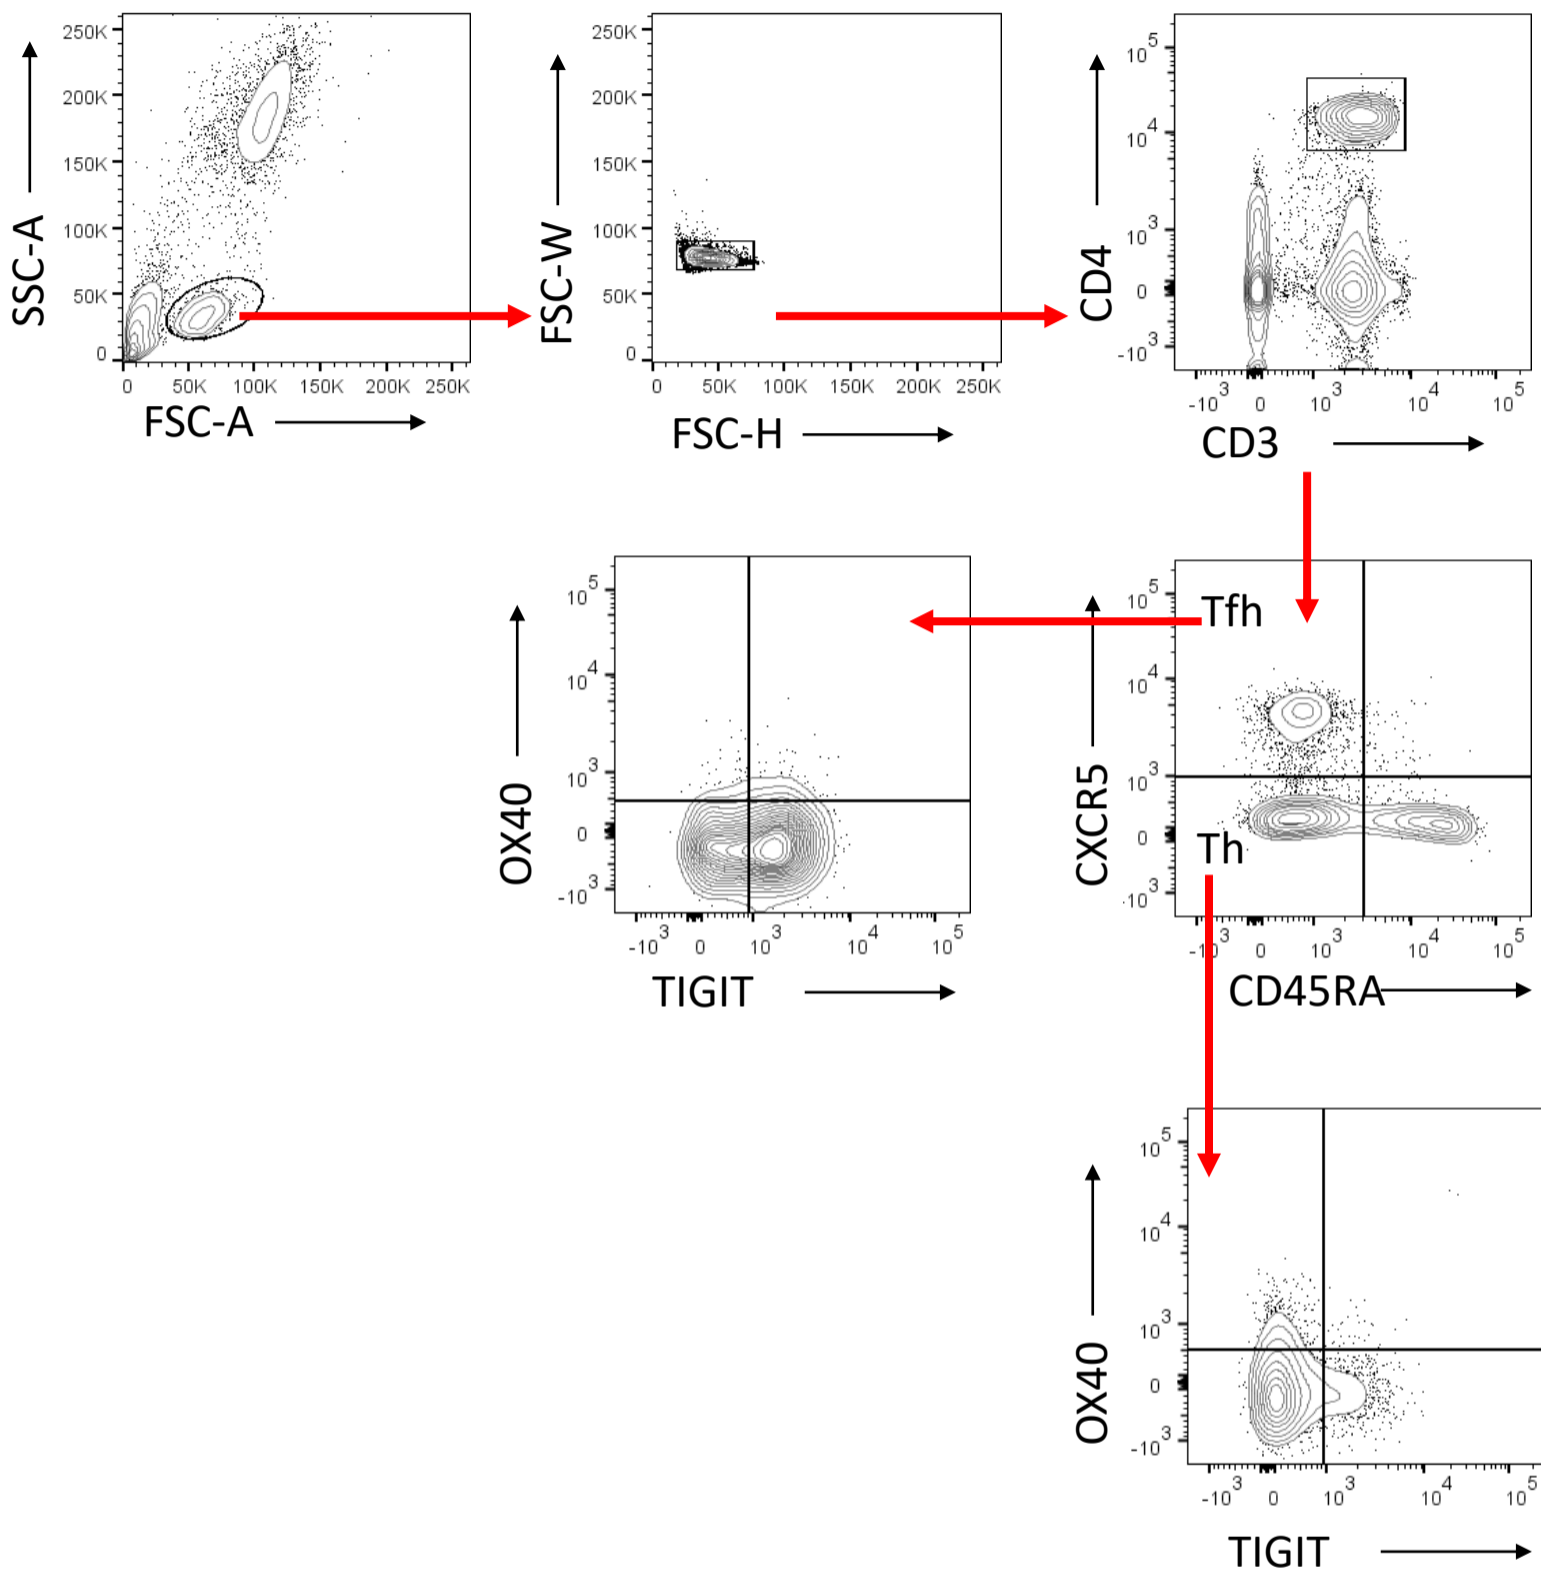 250K
200K
150K
100K
50K
0
SSC-A
0 50K 100K 150K 200K 250K
FSC-A
250K
200K
150K
100K
50K
0
FSC-W
0 50K 100K 150K 200K 250K
FSC-H
10^5
10^4
10^3
0
-10^3
CD4
-10^3 0 10^3 10^4 10^5
CD3
10^5
10^4
10^3
0
-10^3
OX40
-10^3 0 10^3 10^4 10^5
TIGIT
10^5
10^4
10^3
0
-10^3
CXCR5
Tfh
Th
-10^3 0 10^3 10^4 10^5
CD45RA
10^5
10^4
10^3
0
-10^3
OX40
-10^3 0 10^3 10^4 10^5
TIGIT